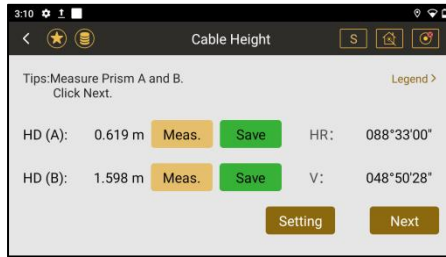 3:10
Cable Height
S
Tips:Measure Prism A and B.
Click Next.
Legend >
HD (A): 0.619 m Meas. Save HR: 088°33'00"
HD (B): 1.598 m Meas. Save V: 048°50'28"
Setting Next